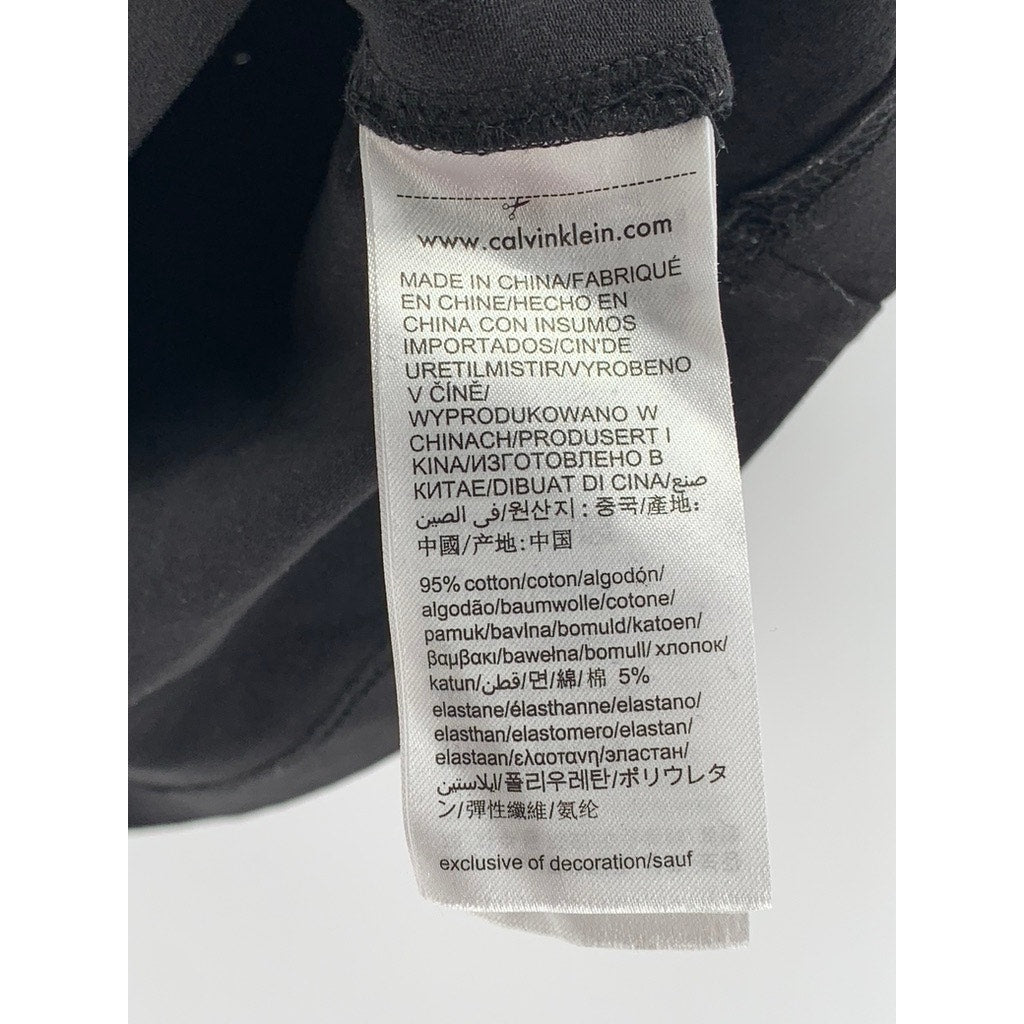 www.calvinklein.com
MADE IN CHINA/FABRIQUÉ
EN CHINE/HECHO EN
CHINA CON INSUMOS
IMPORTADOS/CIN'DE
URETILMISTIR/VYROBENO
V ČÍNĚ/
WYPRODUKOWANO W
CHINACH/PRODUSERT I
KINA/ИЗГОТОВЛЕНО В
КИТАЕ/DIBUAT DI CINA/صنع
في الصين/원산지 : 중국/產地:
中國/产地:中国
95% cotton/coton/algodón/
algodão/baumwolle/cotone/
pamuk/bavlna/bomuld/katoen/
βαμβακι/bawełna/bomull/ хлопок/
katun/قطن/면/綿/棉 5%
elastane/élasthanne/elastano/
elasthan/elastomero/elastan/
elastaan/ελαστανη/эластан/
ايلاستين/폴리우레탄/ポリウレタ
ン/彈性纖維/氨纶
exclusive of decoration/sauf